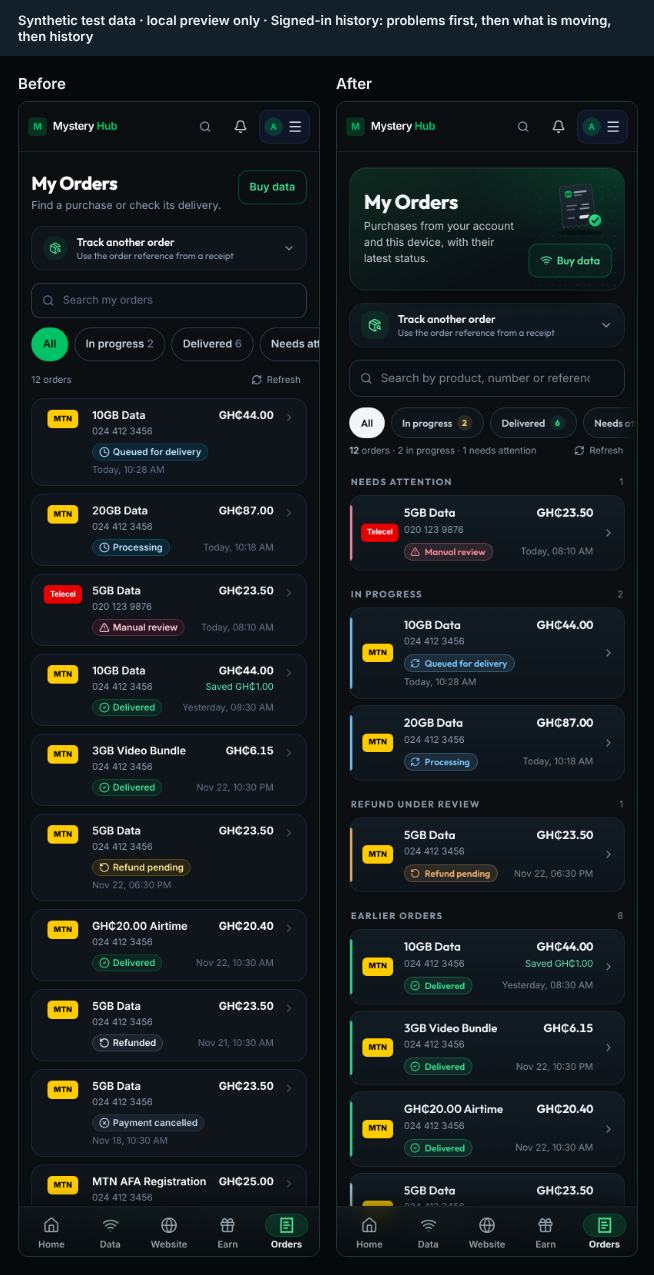 Synthetic test data · local preview only · Signed-in history: problems first, then what is moving,
then history
Before
M
Mystery Hub
A
My Orders
Buy data
Find a purchase or check its delivery.
Track another order
Use the order reference from a receipt
Search my orders
All
In progress 2
Delivered 6
Needs att
12 orders
Refresh
MTN
10GB Data
GH₵44.00
024 412 3456
Queued for delivery
Today, 10:28 AM
MTN
20GB Data
GH₵87.00
024 412 3456
Processing
Today, 10:18 AM
Telecel
5GB Data
GH₵23.50
020 123 9876
Manual review
Today, 08:10 AM
MTN
10GB Data
GH₵44.00
024 412 3456
Saved GH₵1.00
Delivered
Yesterday, 08:30 AM
MTN
3GB Video Bundle
GH₵6.15
024 412 3456
Delivered
Nov 22, 10:30 PM
MTN
5GB Data
GH₵23.50
024 412 3456
Refund pending
Nov 22, 06:30 PM
MTN
GH₵20.00 Airtime
GH₵20.40
024 412 3456
Delivered
Nov 22, 10:30 AM
MTN
5GB Data
GH₵23.50
024 412 3456
Refunded
Nov 21, 10:30 AM
MTN
5GB Data
GH₵23.50
024 412 3456
Payment cancelled
Nov 18, 10:30 AM
MTN
MTN AFA Registration
GH₵25.00
024 412 3456
Home
Data
Website
Earn
Orders
After
M
Mystery Hub
A
My Orders
Purchases from your account
and this device, with their
latest status.
Buy data
Track another order
Use the order reference from a receipt
Search by product, number or referenc
All
In progress 2
Delivered 6
Needs at
12 orders · 2 in progress · 1 needs attention
Refresh
NEEDS ATTENTION
1
Telecel
5GB Data
GH₵23.50
020 123 9876
Manual review
Today, 08:10 AM
IN PROGRESS
2
MTN
10GB Data
GH₵44.00
024 412 3456
Queued for delivery
Today, 10:28 AM
MTN
20GB Data
GH₵87.00
024 412 3456
Processing
Today, 10:18 AM
REFUND UNDER REVIEW
1
MTN
5GB Data
GH₵23.50
024 412 3456
Refund pending
Nov 22, 06:30 PM
EARLIER ORDERS
8
MTN
10GB Data
GH₵44.00
024 412 3456
Saved GH₵1.00
Delivered
Yesterday, 08:30 AM
MTN
3GB Video Bundle
GH₵6.15
024 412 3456
Delivered
Nov 22, 10:30 PM
MTN
GH₵20.00 Airtime
GH₵20.40
024 412 3456
Delivered
Nov 22, 10:30 AM
5GB Data
GH₵23.50
Home
Data
Website
Earn
Orders